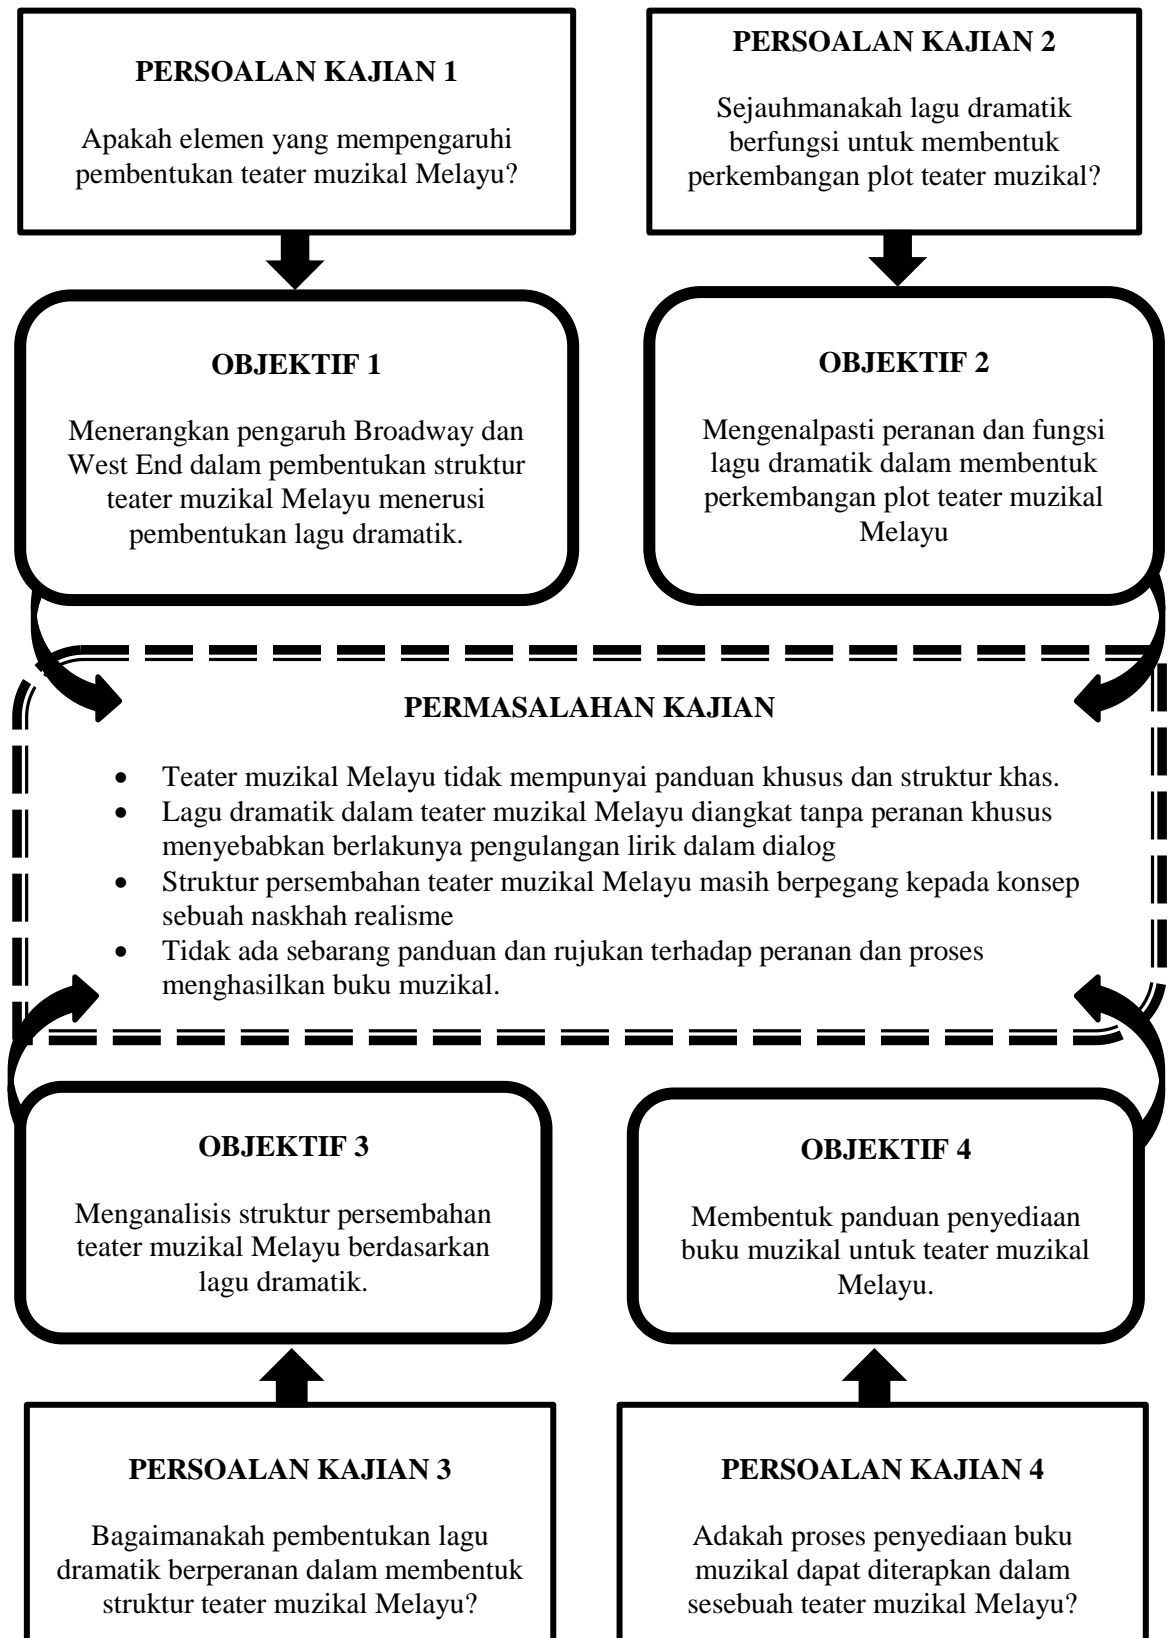 PERSOALAN KAJIAN 1
Apakah elemen yang mempengaruhi
pembentukan teater muzikal Melayu?
PERSOALAN KAJIAN 2
Sejauhmanakah lagu dramatik
berfungsi untuk membentuk
perkembangan plot teater muzikal?
OBJEKTIF 1
Menerangkan pengaruh Broadway dan
West End dalam pembentukan struktur
teater muzikal Melayu menerusi
pembentukan lagu dramatik.
OBJEKTIF 2
Mengenalpasti peranan dan fungsi
lagu dramatik dalam membentuk
perkembangan plot teater muzikal
Melayu
PERMASALAHAN KAJIAN
• Teater muzikal Melayu tidak mempunyai panduan khusus dan struktur khas.
• Lagu dramatik dalam teater muzikal Melayu diangkat tanpa peranan khusus
menyebabkan berlakunya pengulangan lirik dalam dialog
• Struktur persembahan teater muzikal Melayu masih berpegang kepada konsep
sebuah naskhah realisme
• Tidak ada sebarang panduan dan rujukan terhadap peranan dan proses
menghasilkan buku muzikal.
OBJEKTIF 3
Menganalisis struktur persembahan
teater muzikal Melayu berdasarkan
lagu dramatik.
OBJEKTIF 4
Membentuk panduan penyediaan
buku muzikal untuk teater muzikal
Melayu.
PERSOALAN KAJIAN 3
Bagaimanakah pembentukan lagu
dramatik berperanan dalam membentuk
struktur teater muzikal Melayu?
PERSOALAN KAJIAN 4
Adakah proses penyediaan buku
muzikal dapat diterapkan dalam
sesebuah teater muzikal Melayu?